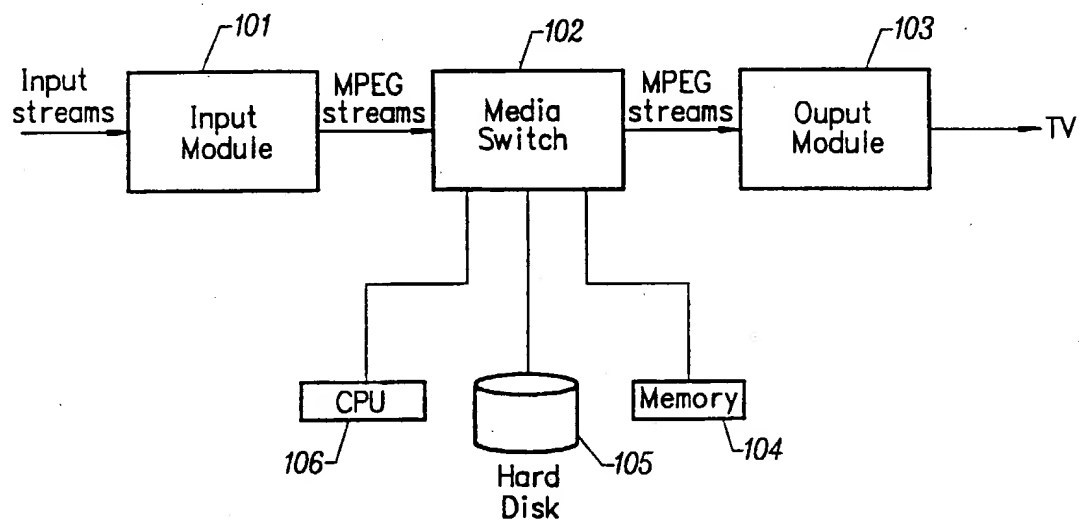 101
102
103
Input
streams
Input
Module
MPEG
streams
Media
Switch
MPEG
streams
Ouput
Module
TV
CPU
106
Hard
Disk
105
Memory
104